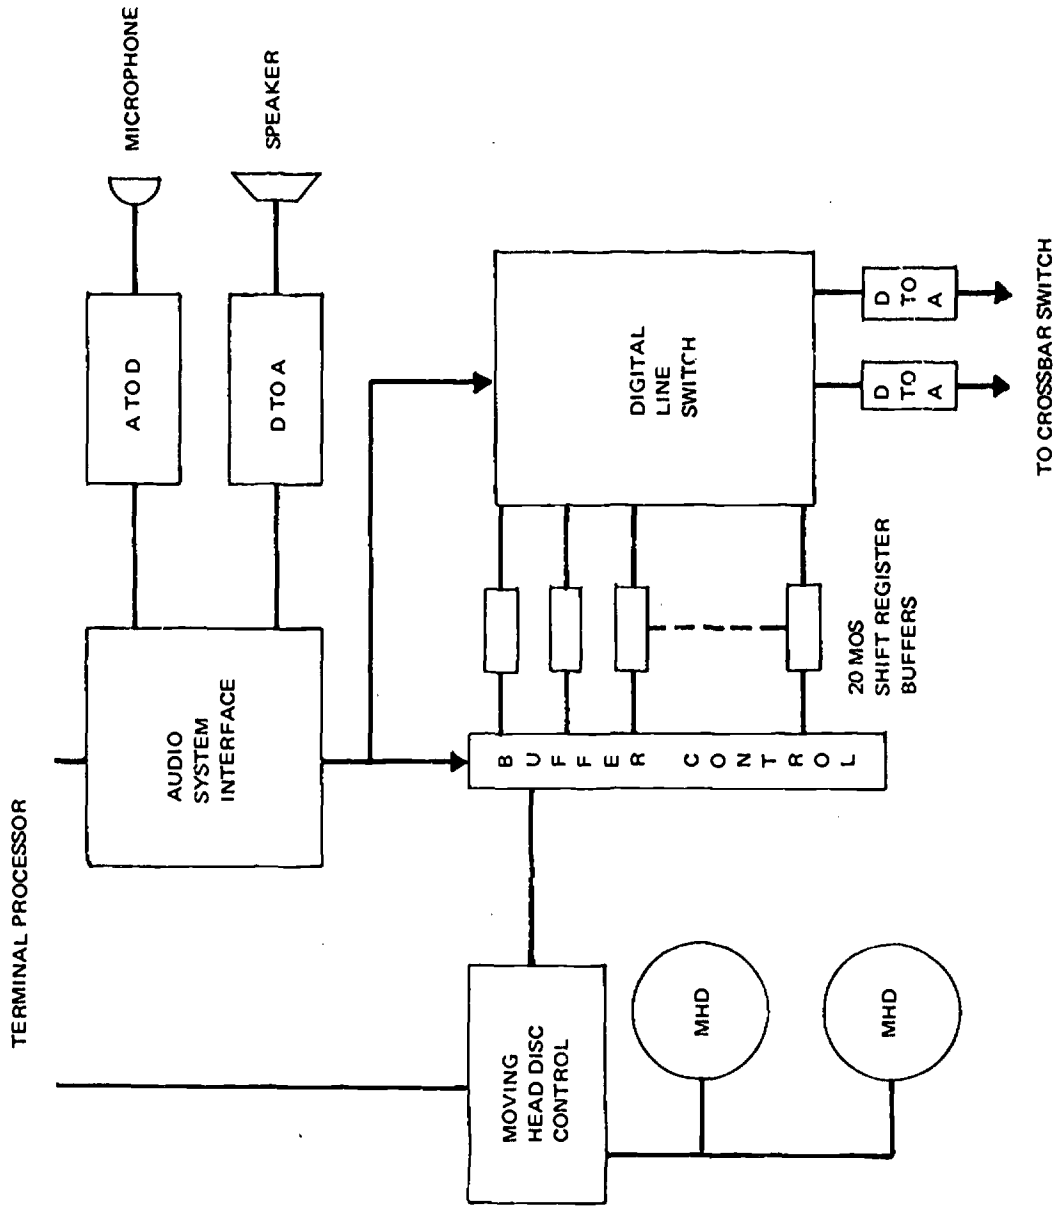 TERMINAL PROCESSOR
MICROPHONE
SPEAKER
A TO D
D TO A
AUDIO
SYSTEM
INTERFACE
BUFFER CONTROL
20 MOS
SHIFT REGISTER
BUFFERS
DIGITAL
LINE
SWITCH
D
TO
A
D
TO
A
TO CROSSBAR SWITCH
MOVING
HEAD DISC
CONTROL
MHD
MHD